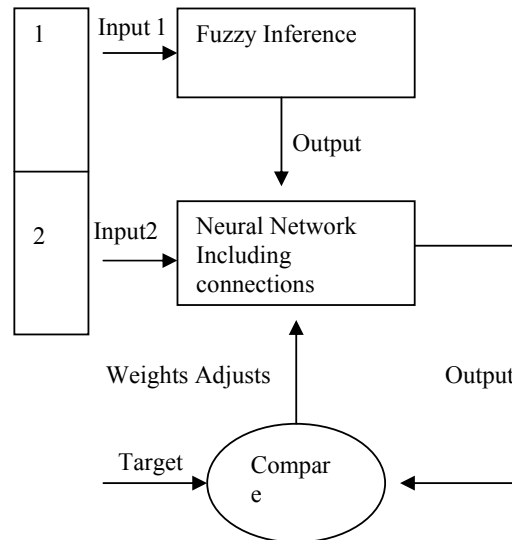 1
Input 1
Fuzzy Inference
Output
2
Input2
Neural Network
Including
connections
Weights Adjusts
Output
Target
Compar
e